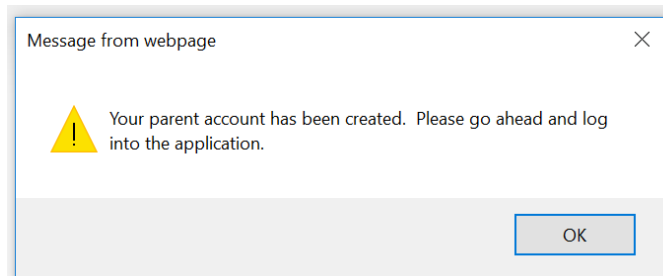 Message from webpage
Your parent account has been created.  Please go ahead and log
into the application.
OK